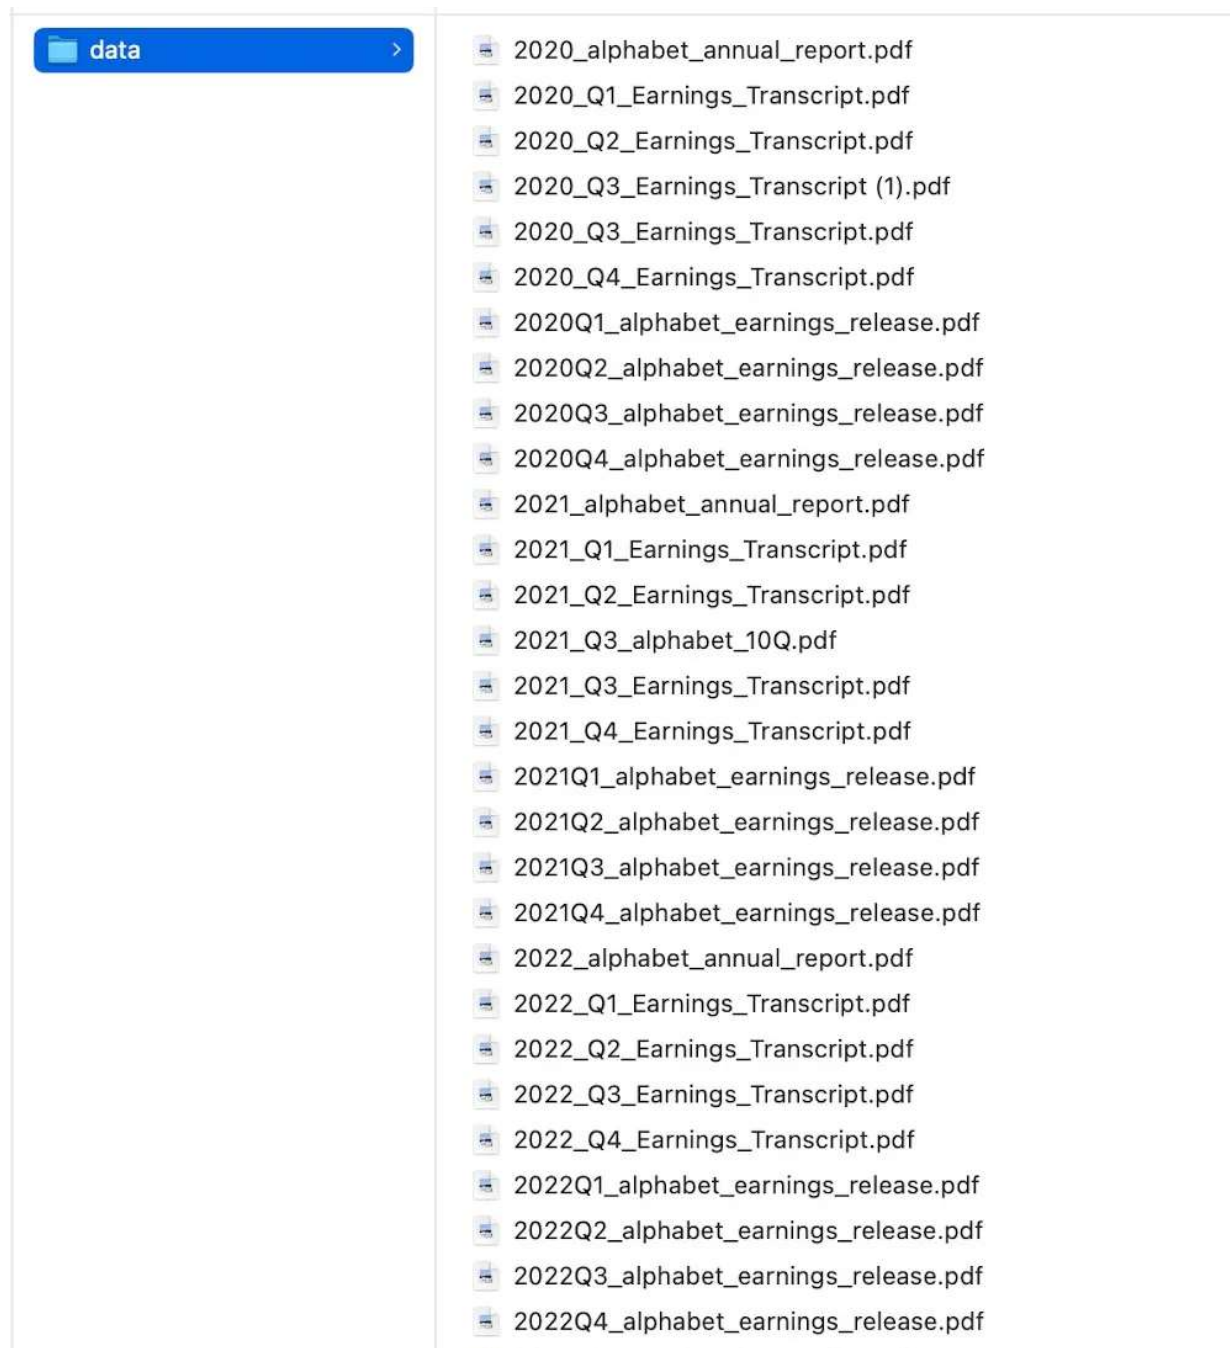 data
2020_alphabet_annual_report.pdf
2020_Q1_Earnings_Transcript.pdf
2020_Q2_Earnings_Transcript.pdf
2020_Q3_Earnings_Transcript (1).pdf
2020_Q3_Earnings_Transcript.pdf
2020_Q4_Earnings_Transcript.pdf
2020Q1_alphabet_earnings_release.pdf
2020Q2_alphabet_earnings_release.pdf
2020Q3_alphabet_earnings_release.pdf
2020Q4_alphabet_earnings_release.pdf
2021_alphabet_annual_report.pdf
2021_Q1_Earnings_Transcript.pdf
2021_Q2_Earnings_Transcript.pdf
2021_Q3_alphabet_10Q.pdf
2021_Q3_Earnings_Transcript.pdf
2021_Q4_Earnings_Transcript.pdf
2021Q1_alphabet_earnings_release.pdf
2021Q2_alphabet_earnings_release.pdf
2021Q3_alphabet_earnings_release.pdf
2021Q4_alphabet_earnings_release.pdf
2022_alphabet_annual_report.pdf
2022_Q1_Earnings_Transcript.pdf
2022_Q2_Earnings_Transcript.pdf
2022_Q3_Earnings_Transcript.pdf
2022_Q4_Earnings_Transcript.pdf
2022Q1_alphabet_earnings_release.pdf
2022Q2_alphabet_earnings_release.pdf
2022Q3_alphabet_earnings_release.pdf
2022Q4_alphabet_earnings_release.pdf